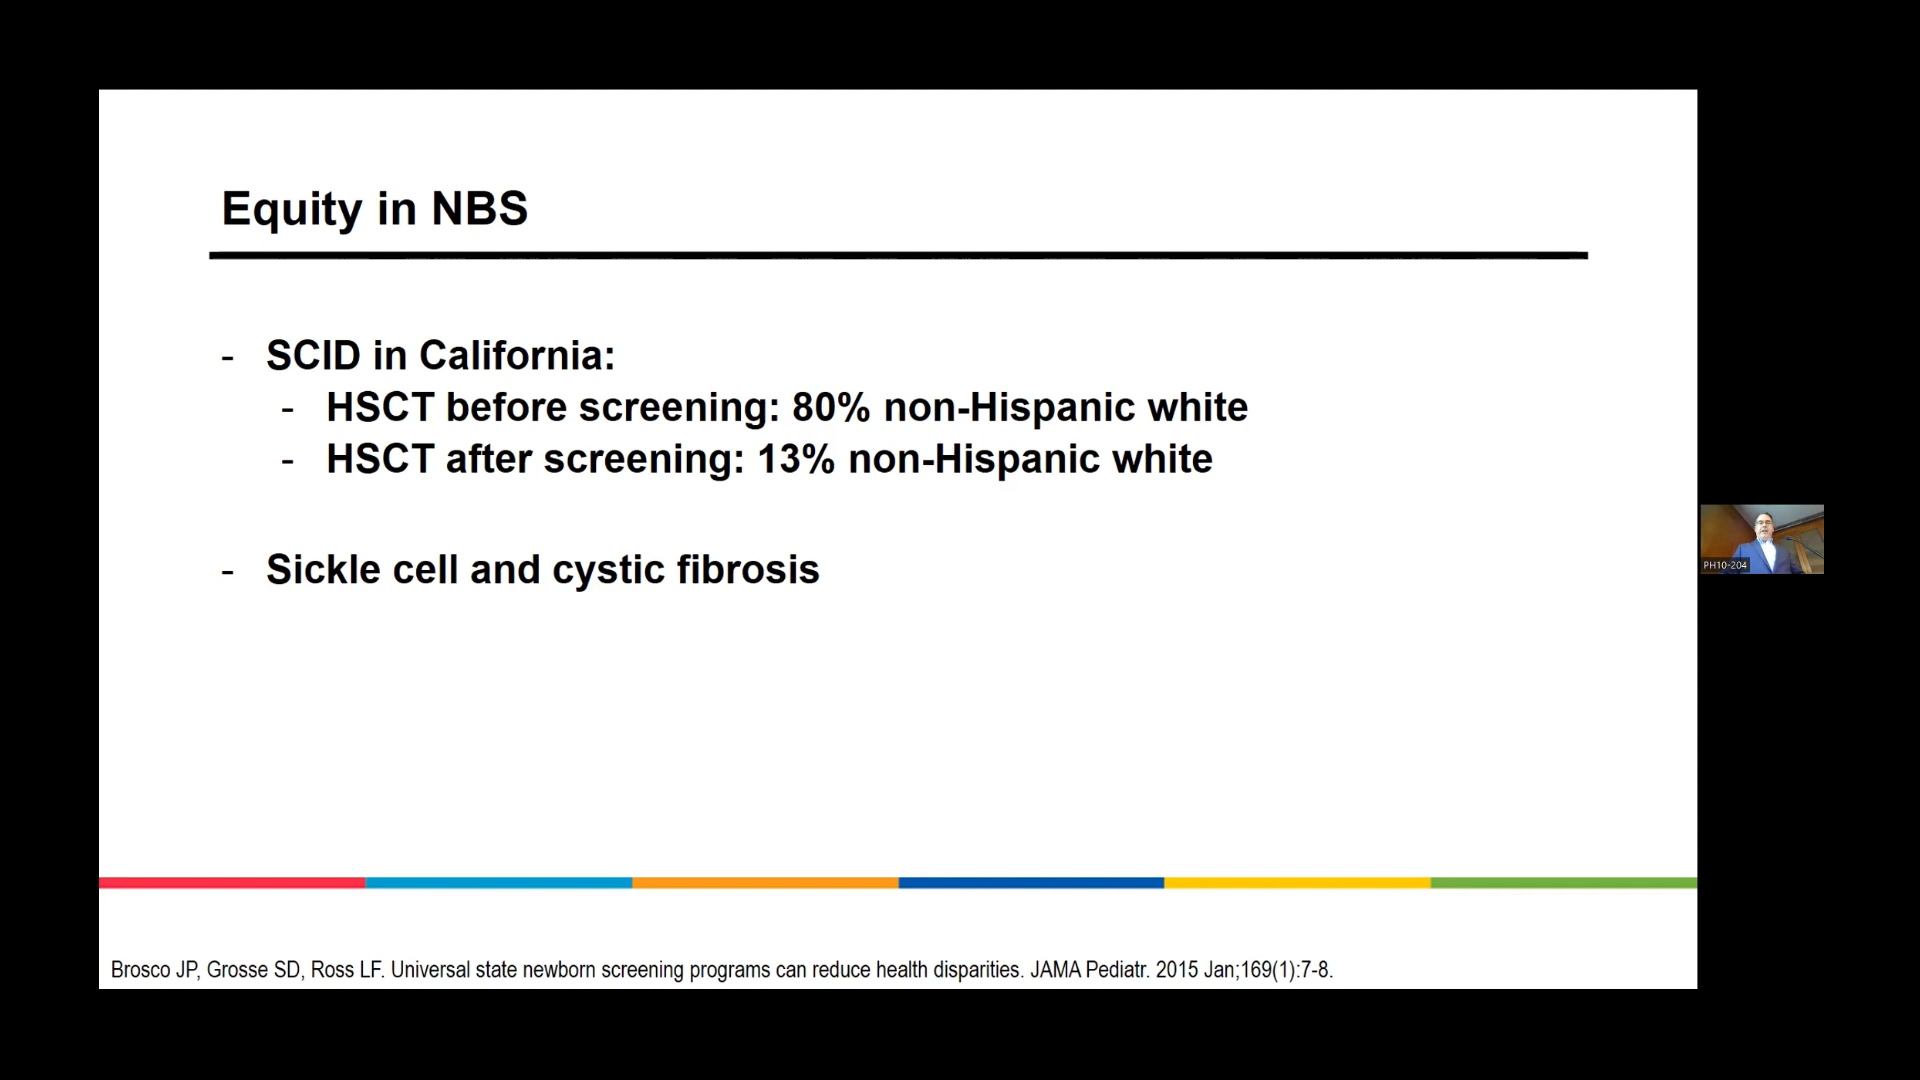 Equity in NBS
- SCID in California:
- HSCT before screening: 80% non-Hispanic white
- HSCT after screening: 13% non-Hispanic white
- Sickle cell and cystic fibrosis
PH10-204
Brosco JP, Grosse SD, Ross LF. Universal state newborn screening programs can reduce health disparities. JAMA Pediatr. 2015 Jan;169(1):7-8.